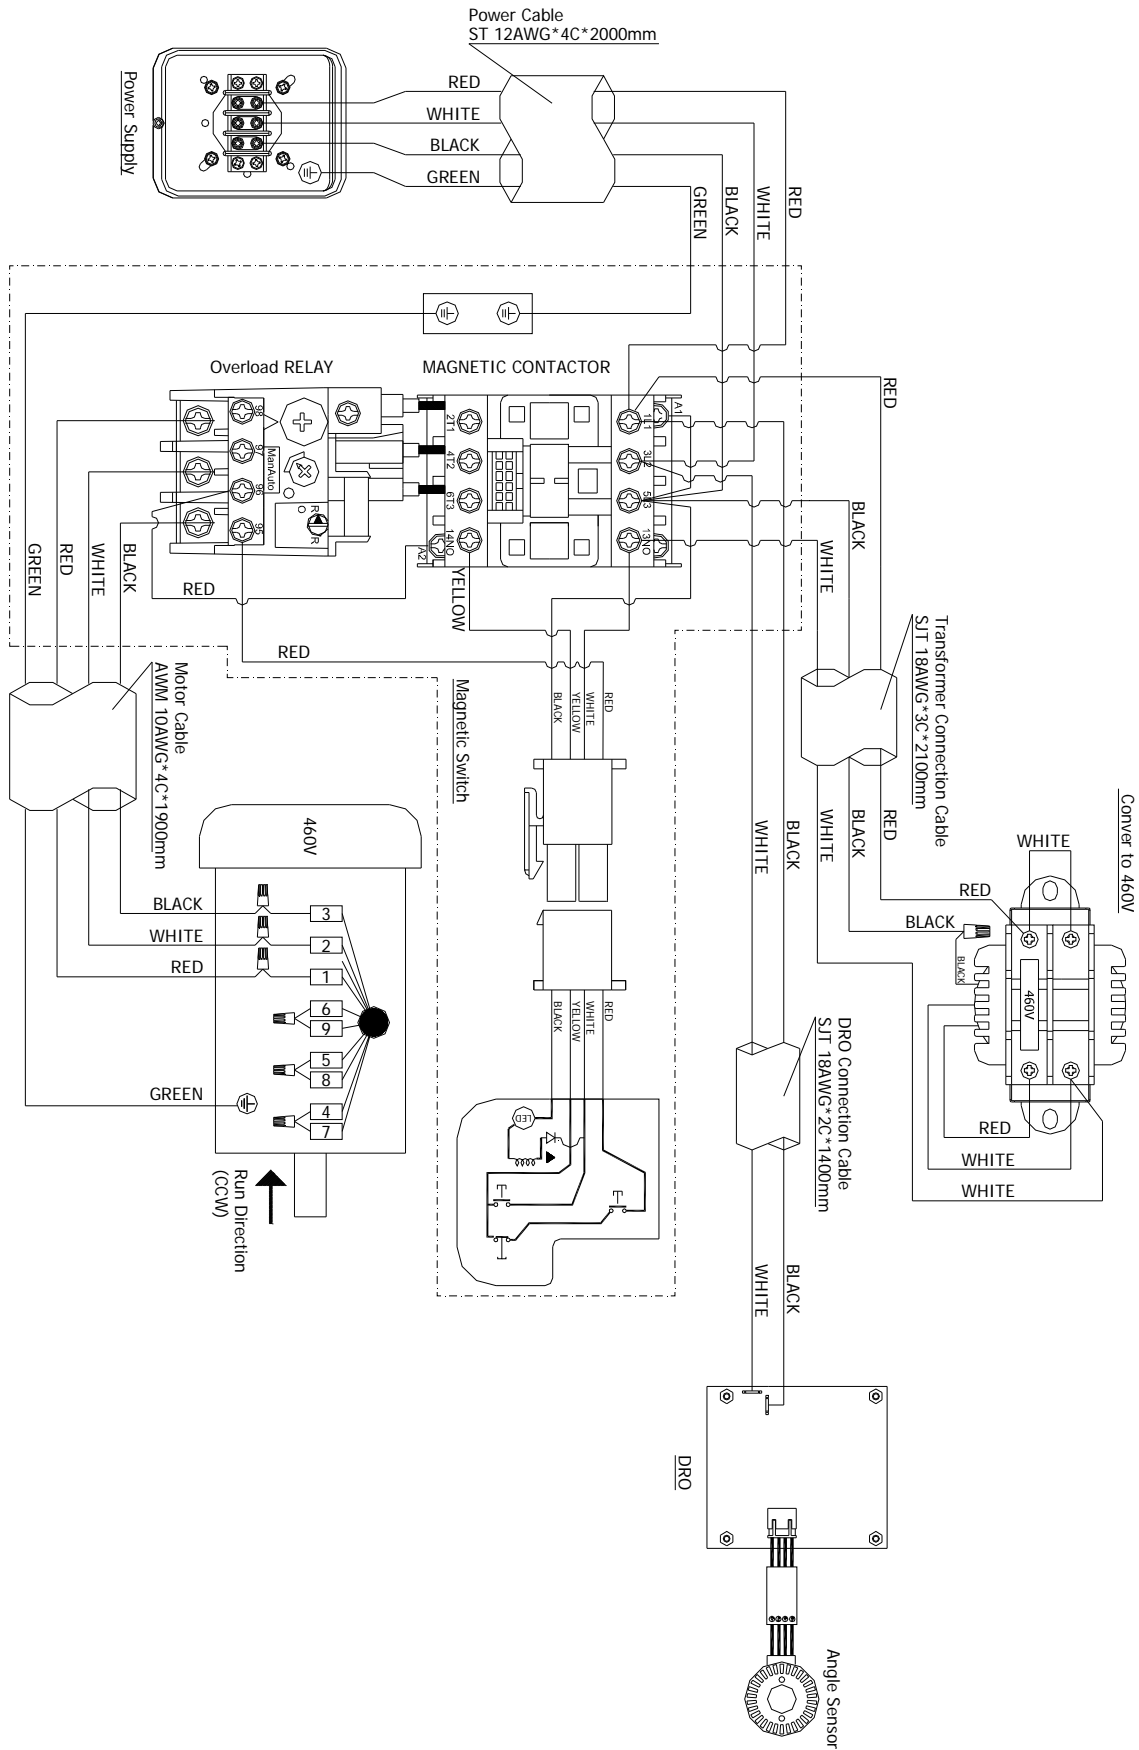 Power Cable
ST 12AWG*4C*2000mm
Power Supply
RED
WHITE
BLACK
GREEN
GREEN
BLACK
WHITE
RED
Overload RELAY
MAGNETIC CONTACTOR
RED
A1
98
97
96
95
ManAuto
R
R
2T1
4T2
6T3
14NO
A2
1L1
3L2
5L3
13NO
GREEN
RED
WHITE
BLACK
RED
YELLOW
WHITE
BLACK
RED
Motor Cable
AWM 10AWG*4C*1900mm
Magnetic Switch
BLACK
YELLOW
WHITE
RED
Transformer Connection Cable
SJT 18AWG*3C*2100mm
WHITE
BLACK
RED
WHITE
BLACK
Conver to 460V
WHITE
RED
BLACK
BLACK
460V
RED
WHITE
WHITE
460V
BLACK
WHITE
RED
GREEN
3
2
1
6
9
5
8
4
7
Run Direction
(CCW)
BLACK
YELLOW
WHITE
RED
LED
DRO Connection Cable
SJT 18AWG*2C*1400mm
WHITE
BLACK
DRO
Angle Sensor